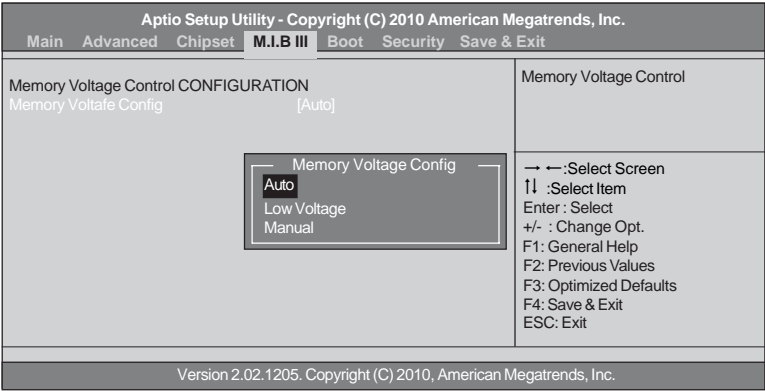 Aptio Setup Utility - Copyright (C) 2010 American Megatrends, Inc.
Main Advanced Chipset M.I.B III Boot Security Save & Exit
Memory Voltage Control CONFIGURATION
Memory Voltafe Config [Auto]
Memory Voltage Config
Auto
Low Voltage
Manual
Memory Voltage Control
→ ←:Select Screen
↑↓ :Select Item
Enter : Select
+/- : Change Opt.
F1: General Help
F2: Previous Values
F3: Optimized Defaults
F4: Save & Exit
ESC: Exit
Version 2.02.1205. Copyright (C) 2010, American Megatrends, Inc.